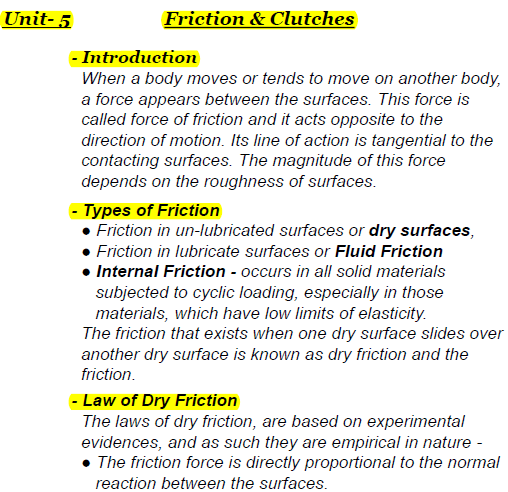 Unit- 5 Friction & Clutches
- Introduction
When a body moves or tends to move on another body,
a force appears between the surfaces. This force is
called force of friction and it acts opposite to the
direction of motion. Its line of action is tangential to the
contacting surfaces. The magnitude of this force
depends on the roughness of surfaces.
- Types of Friction
● Friction in un-lubricated surfaces or dry surfaces,
● Friction in lubricate surfaces or Fluid Friction
● Internal Friction - occurs in all solid materials
subjected to cyclic loading, especially in those
materials, which have low limits of elasticity.
The friction that exists when one dry surface slides over
another dry surface is known as dry friction and the
friction.
- Law of Dry Friction
The laws of dry friction, are based on experimental
evidences, and as such they are empirical in nature -
● The friction force is directly proportional to the normal
reaction between the surfaces.